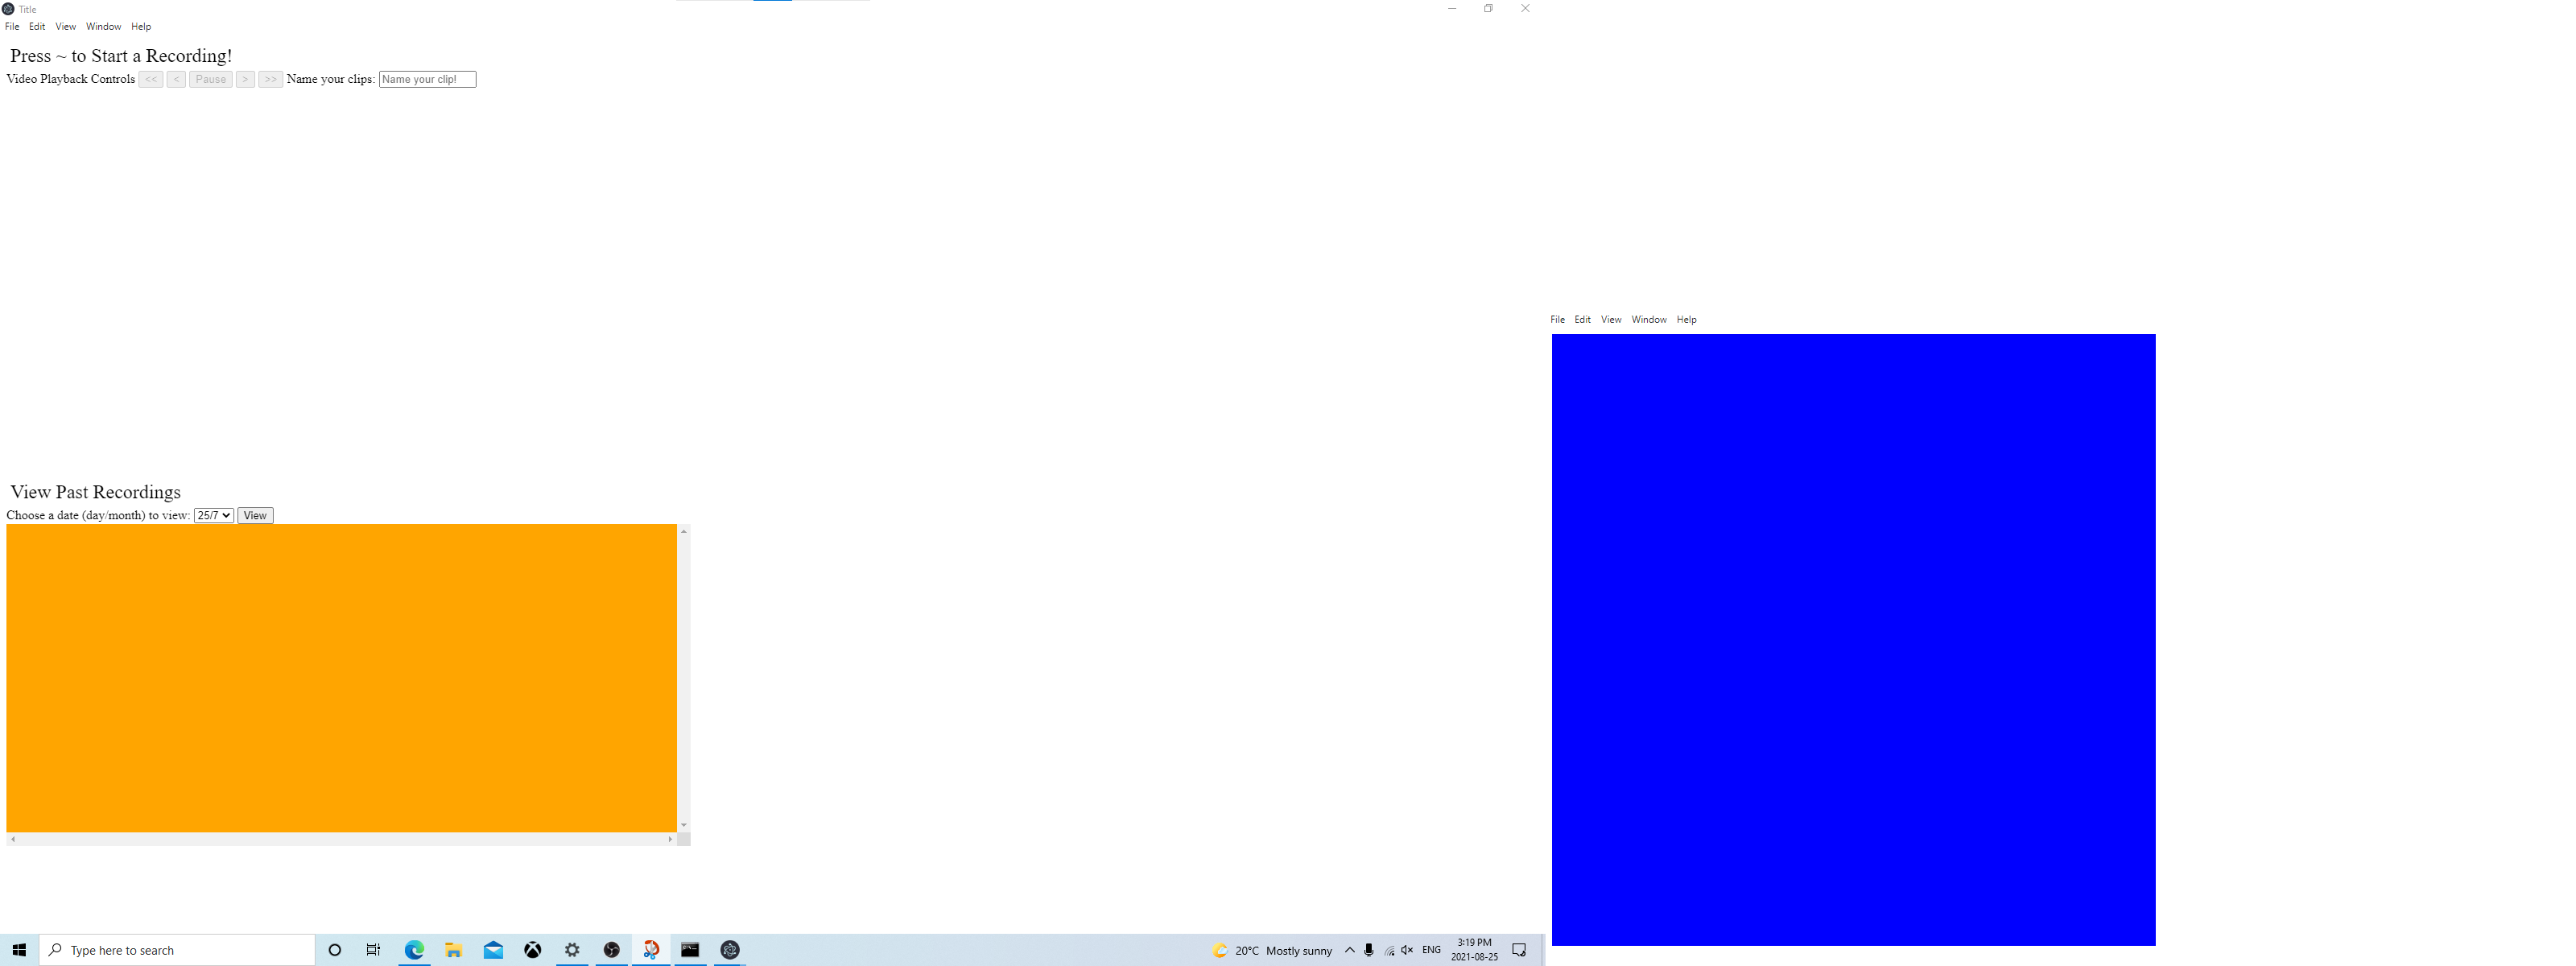 Title
File Edit View Window Help
Press ~ to Start a Recording!
Video Playback Controls << < Pause > >> Name your clips: Name your clip!
File Edit View Window Help
View Past Recordings
Choose a date (day/month) to view: 25/7 View
Type here to search
20°C Mostly sunny
ENG
3:19 PM
2021-08-25